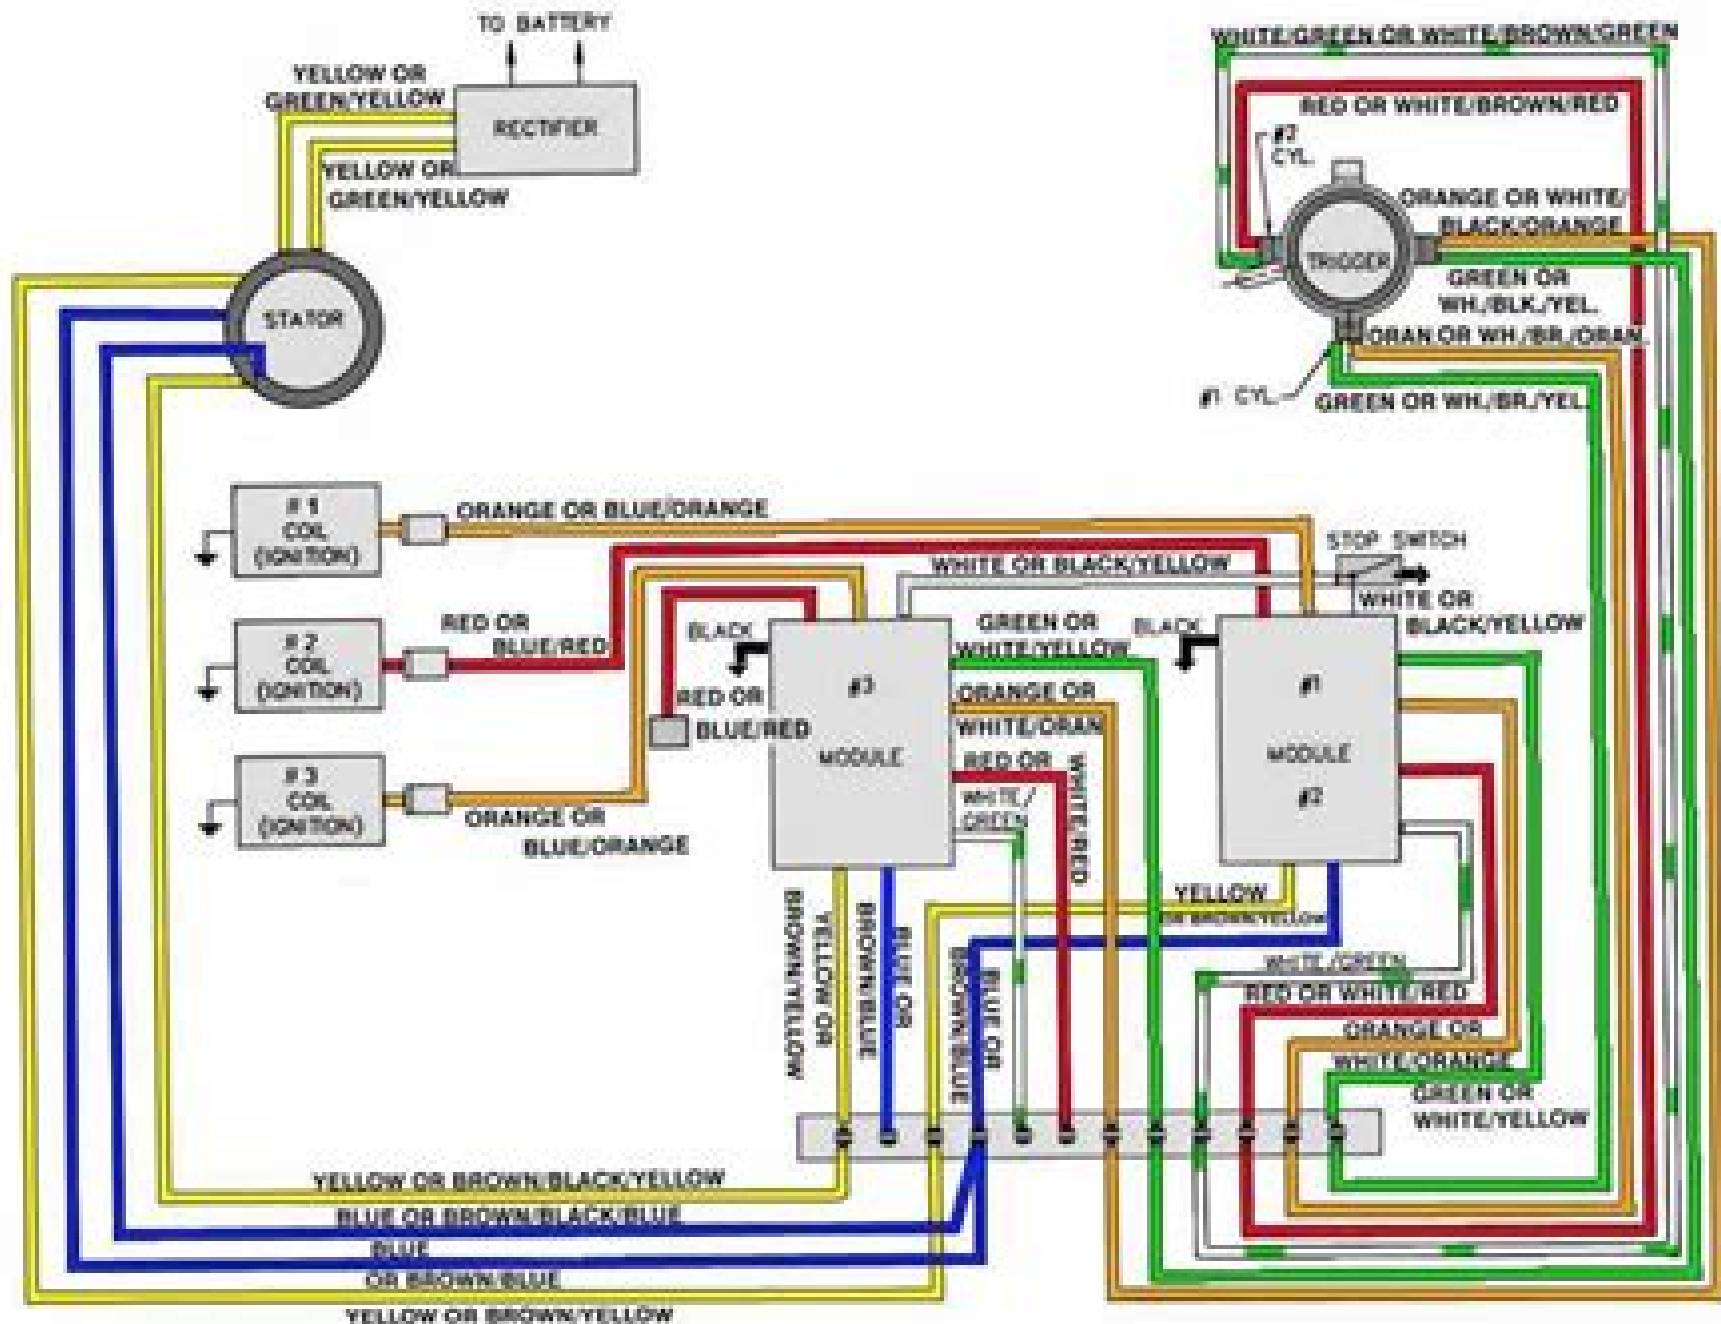 TO BATTERY
YELLOW OR
GREEN/YELLOW
RECTIFIER
YELLOW OR
GREEN/YELLOW
STATOR
WHITE/GREEN OR WHITE/BROWN/GREEN
RED OR WHITE/BROWN/RED
#2
CYL.
ORANGE OR WHITE/
BLACK/ORANGE
TRIGGER
GREEN OR
WH./BLK./YEL.
ORAN OR WH./BR./ORAN.
#1 CYL.
GREEN OR WH./BR./YEL.
#1
COIL
(IGNITION)
ORANGE OR BLUE/ORANGE
STOP SWITCH
WHITE OR BLACK/YELLOW
WHITE OR
BLACK/YELLOW
#2
COIL
(IGNITION)
RED OR
BLUE/RED
BLACK
GREEN OR
WHITE/YELLOW
BLACK
RED OR
BLUE/RED
#3
MODULE
ORANGE OR
WHITE/ORAN
RED OR
WHITE/RED
WHITE/
GREEN
#1
MODULE
#2
#3
COIL
(IGNITION)
ORANGE OR
BLUE/ORANGE
YELLOW
OR BROWN/YELLOW
YELLOW OR
BROWN/YELLOW
BLUE OR
BROWN/BLUE
BLUE OR
BROWN/BLUE
WHITE/GREEN
RED OR WHITE/RED
ORANGE OR
WHITE/ORANGE
GREEN OR
WHITE/YELLOW
YELLOW OR BROWN/BLACK/YELLOW
BLUE OR BROWN/BLACK/BLUE
BLUE
OR BROWN/BLUE
YELLOW OR BROWN/YELLOW